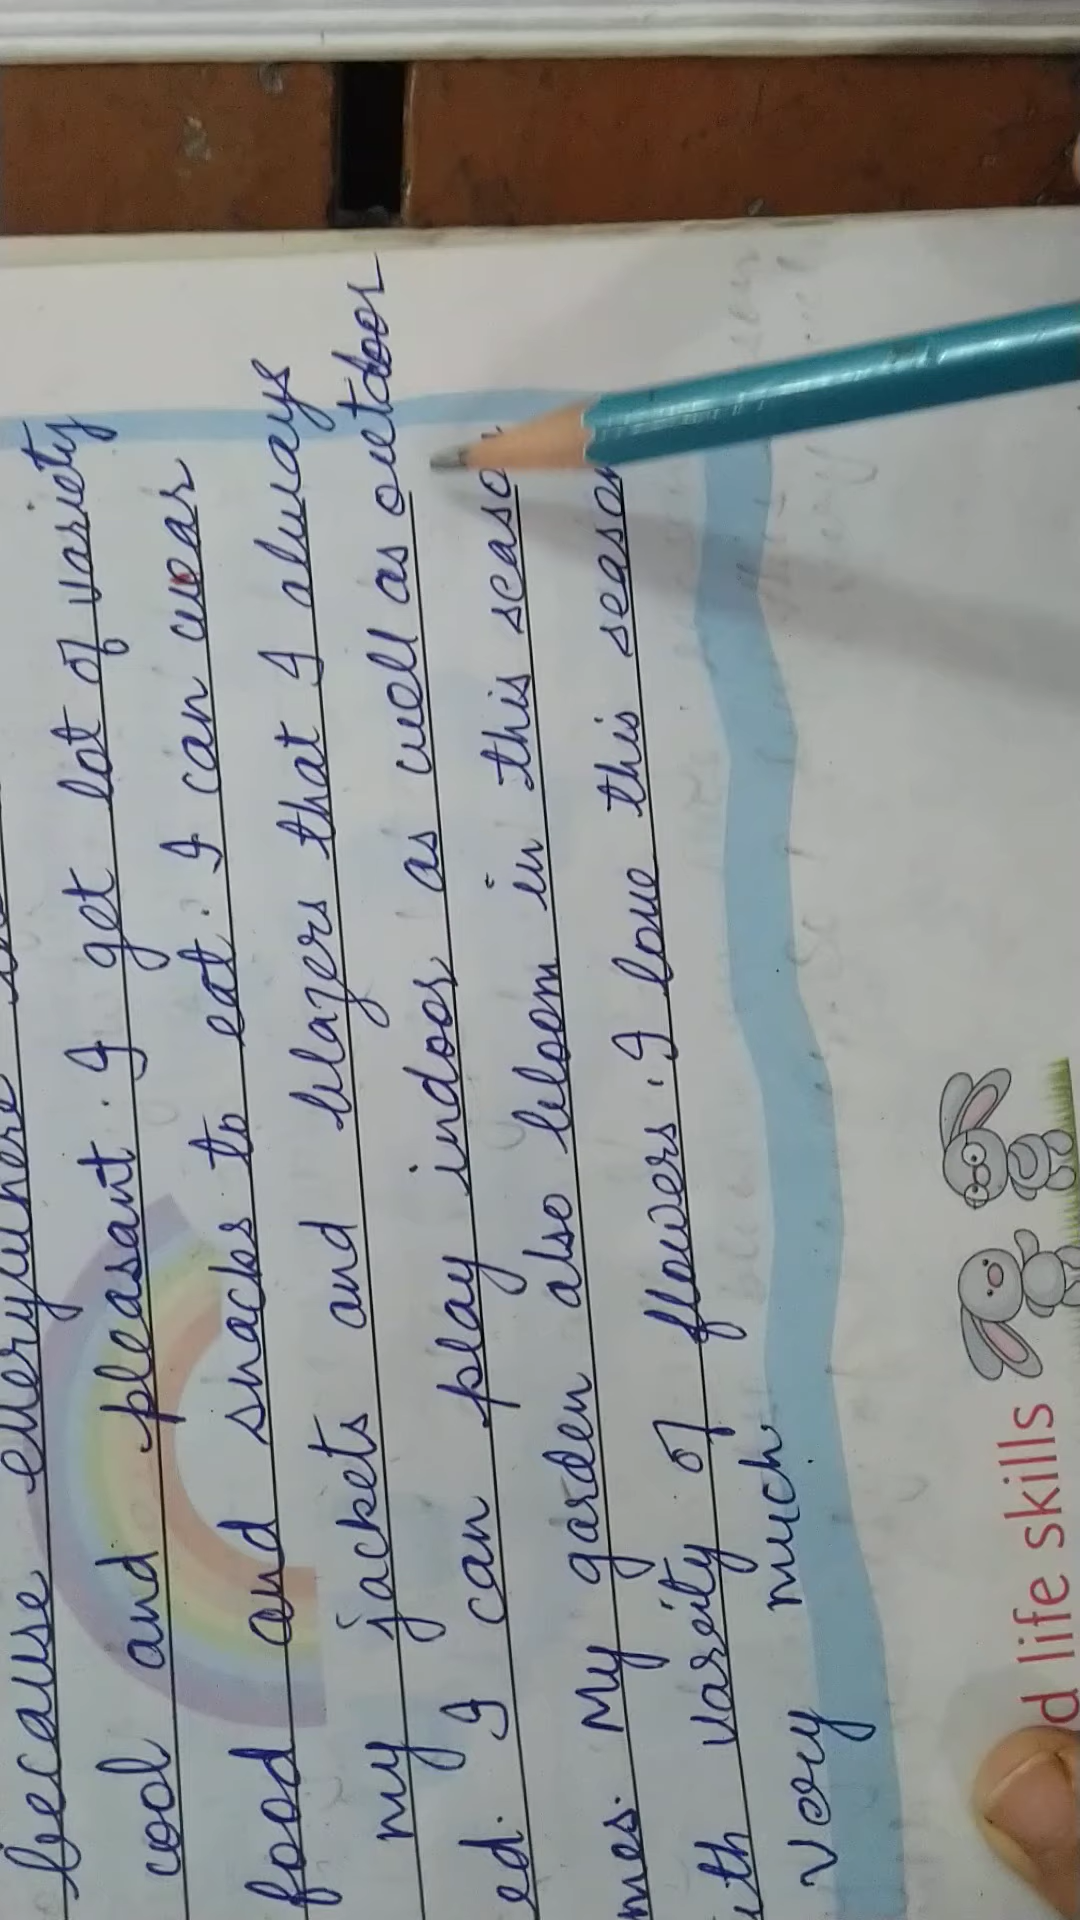 because everywhere
cool and pleasant. I get lot of variety
food and snacks to eat. I can wear
my jackets and blazers that I always
ed. I can play indoor as well as outdoor
mes. My garden also bloom in this seaso
ith vareity of flowers. I love this season
very much.
d life skills